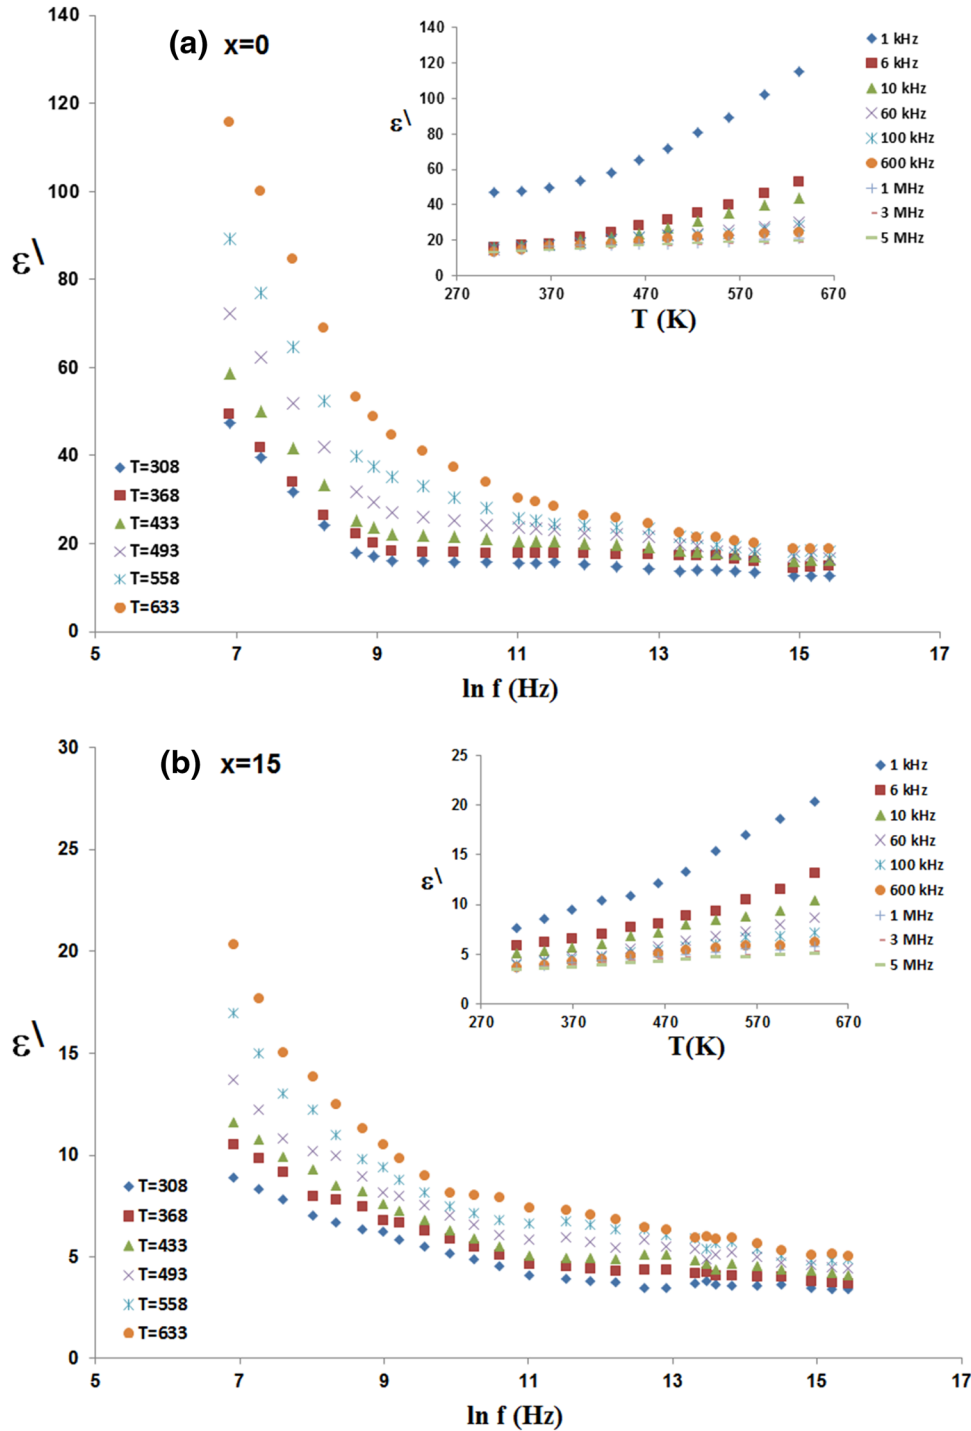 (a) x=0
140
120
100
80
60
40
20
0
ε\
5 7 9 11 13 15 17
ln f (Hz)
T=308
T=368
T=433
T=493
T=558
T=633
140
120
100
80
60
40
20
0
ε\
270 370 470 570 670
T (K)
1 kHz
6 kHz
10 kHz
60 kHz
100 kHz
600 kHz
1 MHz
3 MHz
5 MHz
(b) x=15
30
25
20
15
10
5
0
ε\
5 7 9 11 13 15 17
ln f (Hz)
T=308
T=368
T=433
T=493
T=558
T=633
25
20
15
10
5
0
ε\
270 370 470 570 670
T(K)
1 kHz
6 kHz
10 kHz
60 kHz
100 kHz
600 kHz
1 MHz
3 MHz
5 MHz